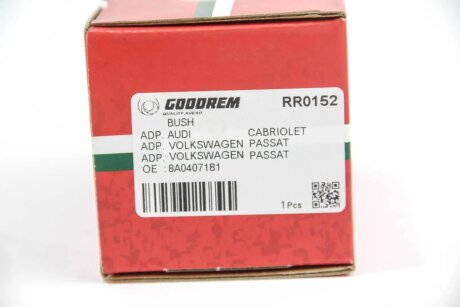 GOODREM RR0152
QUALITY AHEAD
BUSH
ADP. AUDI CABRIOLET
ADP. VOLKSWAGEN PASSAT
ADP. VOLKSWAGEN PASSAT
OE :8A0407181
1 Pcs